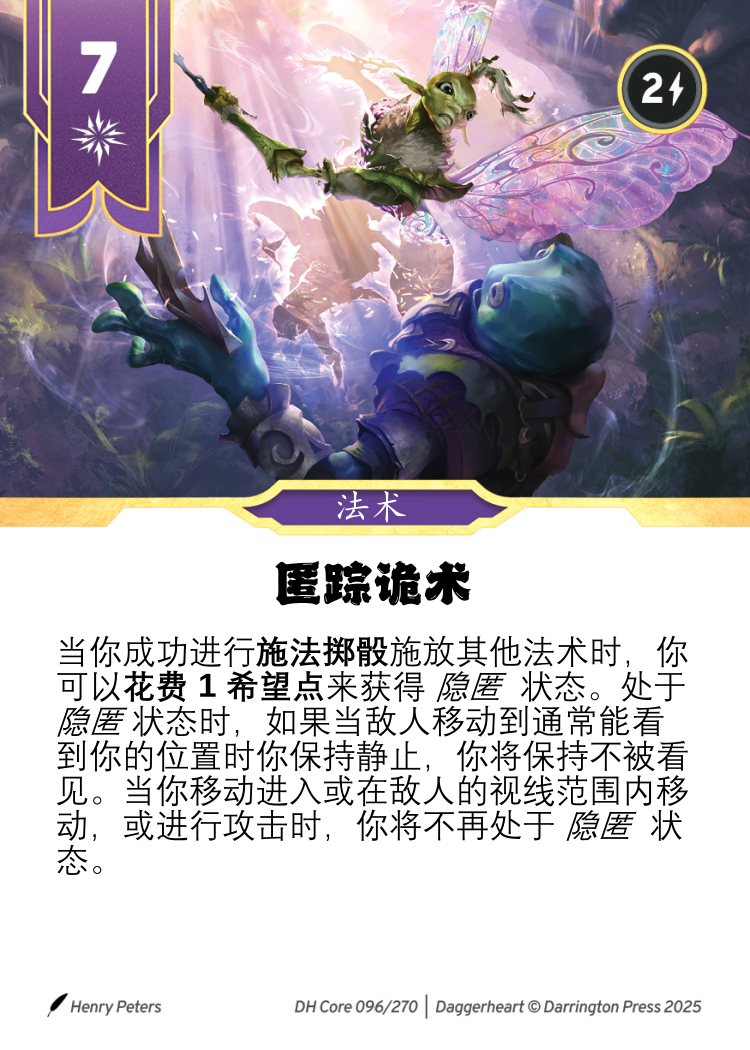 7
2
法术
匿踪诡术
当你成功进行施法掷骰施放其他法术时，你
可以花费 1 希望点来获得 隐匿 状态。处于
隐匿 状态时，如果当敌人移动到通常能看
到你的位置时你保持静止，你将保持不被看
见。当你移动进入或在敌人的视线范围内移
动，或进行攻击时，你将不再处于 隐匿 状
态。
Henry Peters
DH Core 096/270 | Daggerheart © Darrington Press 2025